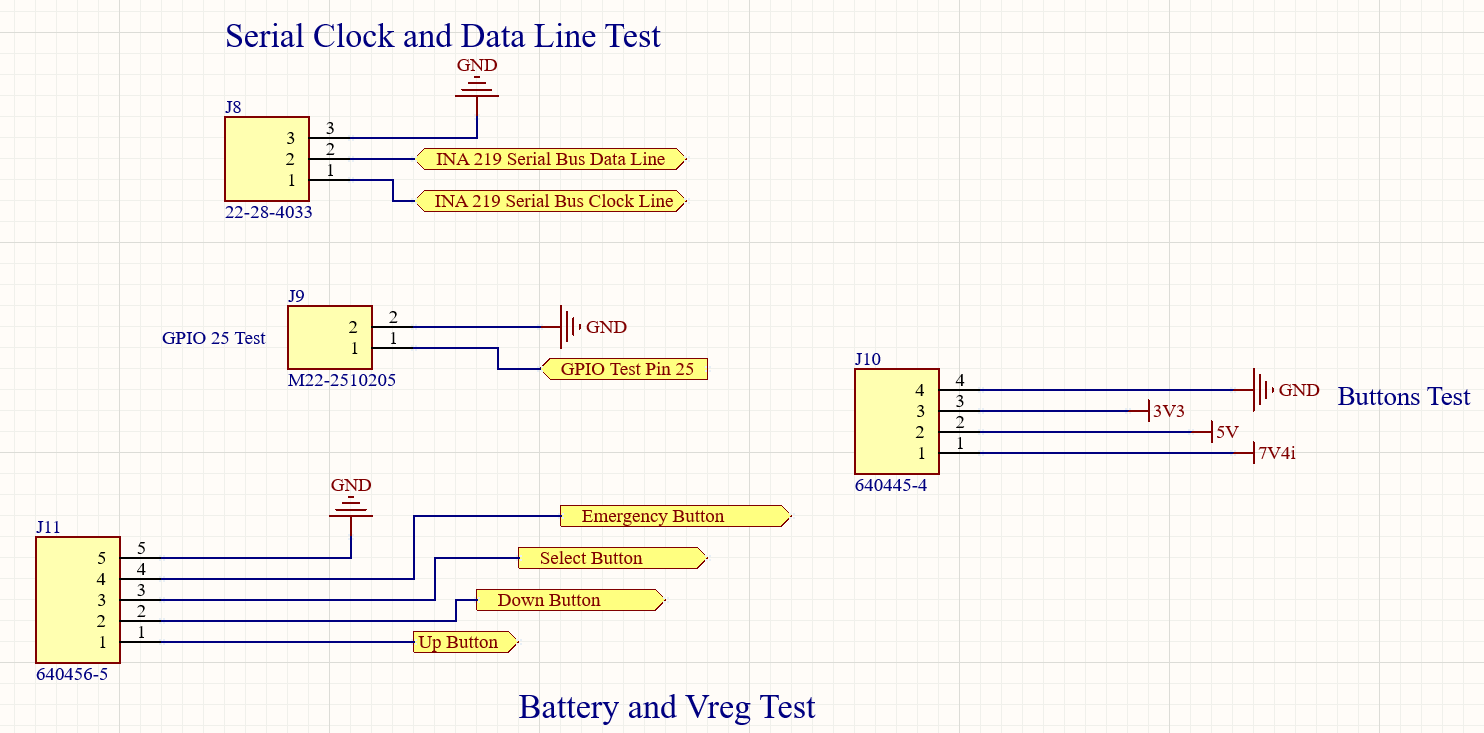 Serial Clock and Data Line Test
GND
J8
3 3
2 2 INA 219 Serial Bus Data Line
1 1
INA 219 Serial Bus Clock Line
22-28-4033
J9
GPIO 25 Test
2 2 GND
1 1
GPIO Test Pin 25
M22-2510205
J10
4 4 GND
Buttons Test
3 3 3V3
2 2 5V
1 1 7V4i
640445-4
GND
J11
Emergency Button
5 5
Select Button
4 4
3 3
Down Button
2 2
1 1 Up Button
640456-5
Battery and Vreg Test